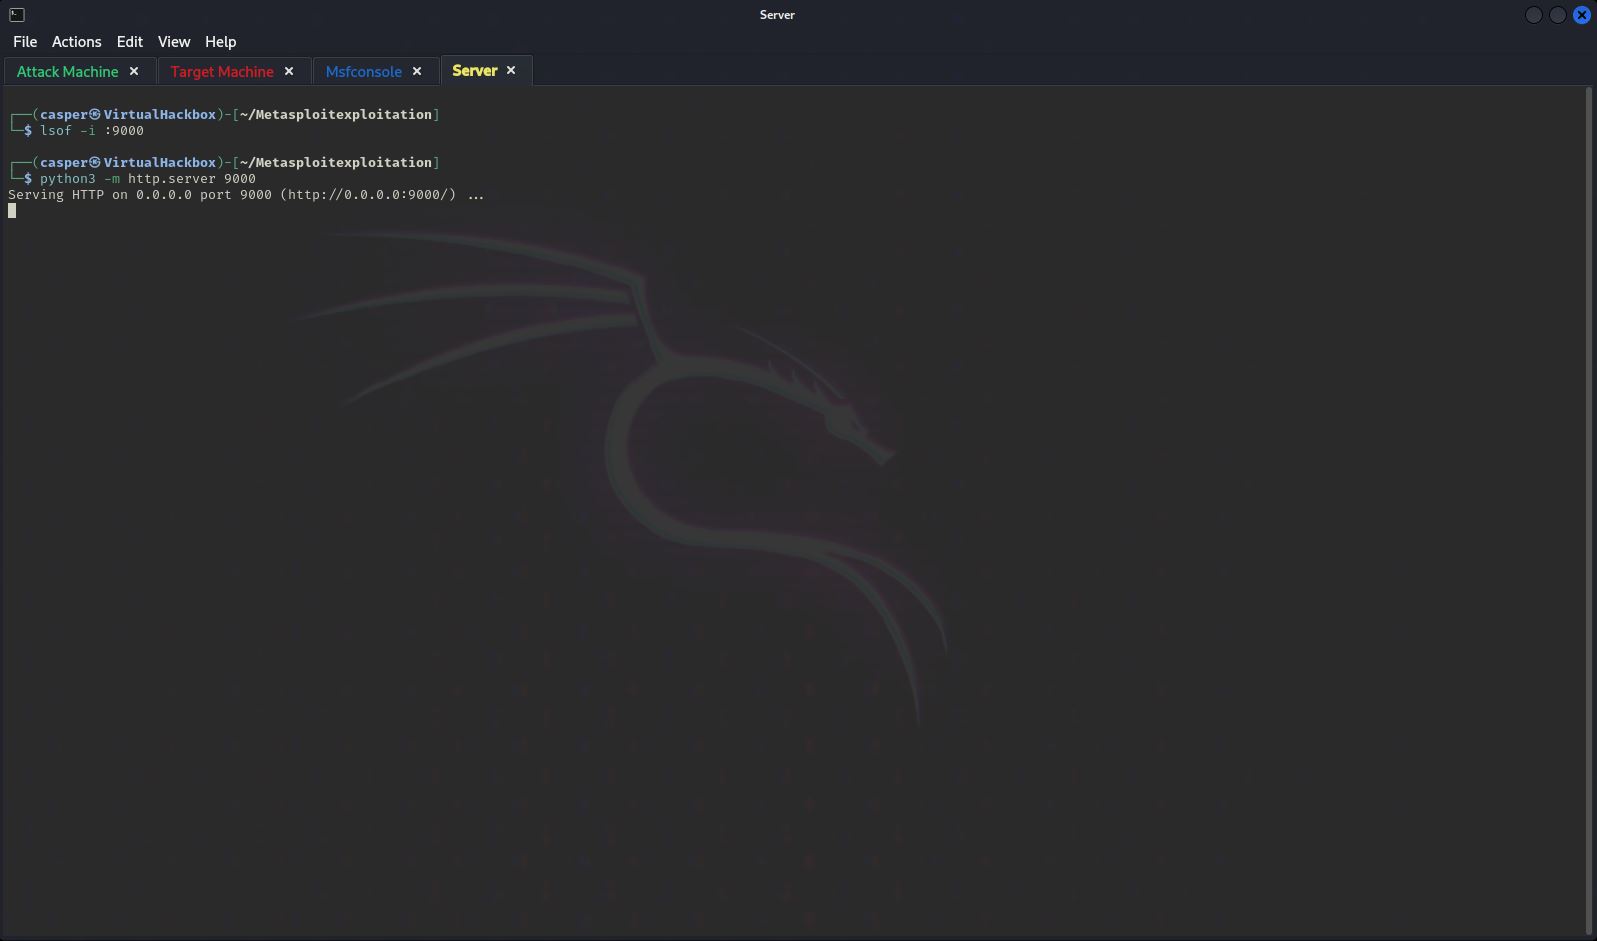 Server
File Actions Edit View Help
Attack Machine × Target Machine × Msfconsole × Server ×
┌──(casper㉿VirtualHackbox)-[~/Metasploitexploitation]
└─$ lsof -i :9000
┌──(casper㉿VirtualHackbox)-[~/Metasploitexploitation]
└─$ python3 -m http.server 9000
Serving HTTP on 0.0.0.0 port 9000 (http://0.0.0.0:9000/) ...